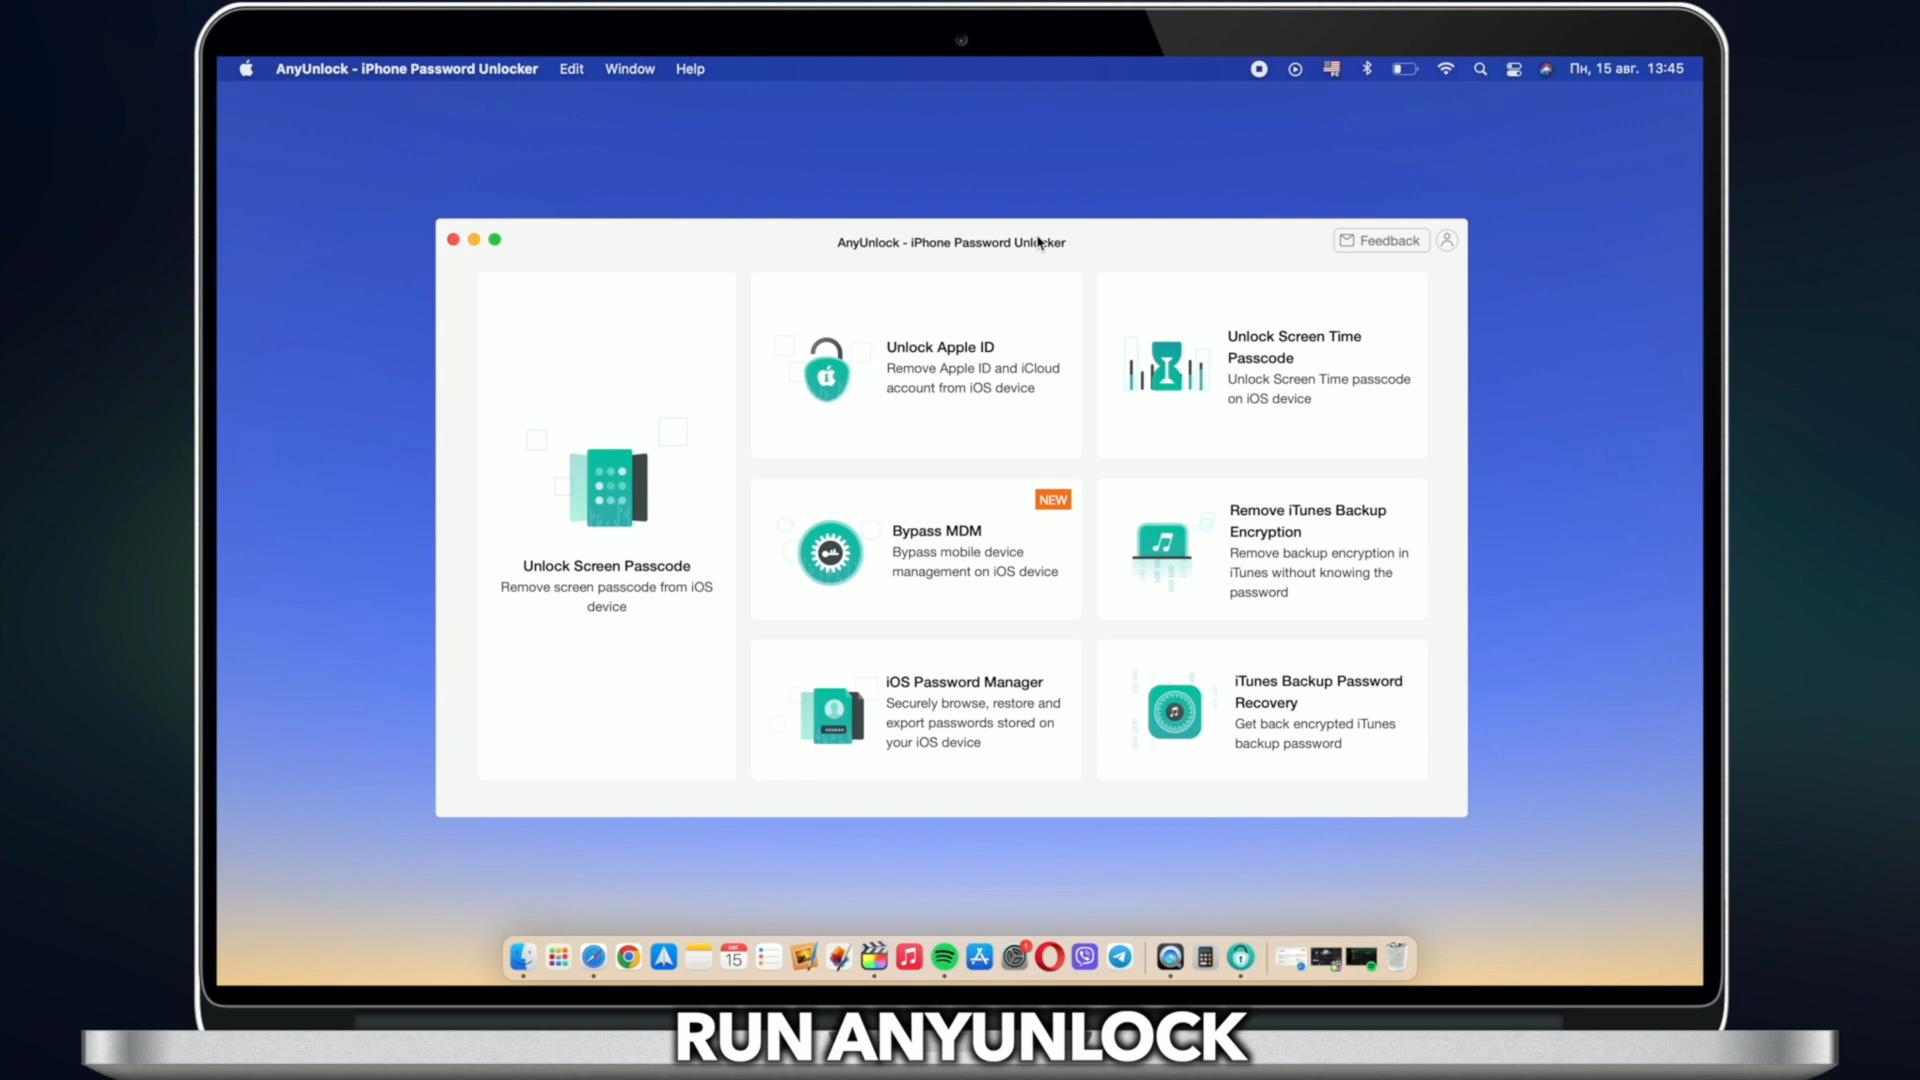 AnyUnlock - iPhone Password Unlocker Edit Window Help Пн, 15 авг. 13:45
AnyUnlock - iPhone Password Unlocker
Feedback
Unlock Screen Passcode
Remove screen passcode from iOS
device
Unlock Apple ID
Remove Apple ID and iCloud
account from iOS device
Unlock Screen Time
Passcode
Unlock Screen Time passcode
on iOS device
NEW
Bypass MDM
Bypass mobile device
management on iOS device
Remove iTunes Backup
Encryption
Remove backup encryption in
iTunes without knowing the
password
iOS Password Manager
Securely browse, restore and
export passwords stored on
your iOS device
iTunes Backup Password
Recovery
Get back encrypted iTunes
backup password
15
1
RUN ANYUNLOCK